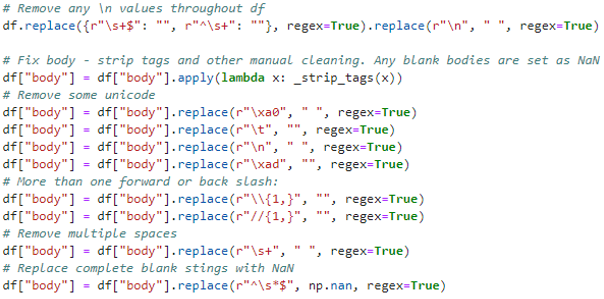 # Remove any \n values throughout df
df.replace({r"\s+$": "", r"^\s+": ""}, regex=True).replace(r"\n", " ", regex=True)
# Fix body - strip tags and other manual cleaning. Any blank bodies are set as NaN
df["body"] = df["body"].apply(lambda x: _strip_tags(x))
# Remove some unicode
df["body"] = df["body"].replace(r"\xa0", " ", regex=True)
df["body"] = df["body"].replace(r"\t", "", regex=True)
df["body"] = df["body"].replace(r"\n", " ", regex=True)
df["body"] = df["body"].replace(r"\xad", "", regex=True)
# More than one forward or back slash:
df["body"] = df["body"].replace(r"\\{1,}", "", regex=True)
df["body"] = df["body"].replace(r"//{1,}", "", regex=True)
# Remove multiple spaces
df["body"] = df["body"].replace(r"\s+", " ", regex=True)
# Replace complete blank stings with NaN
df["body"] = df["body"].replace(r"^\s*$", np.nan, regex=True)